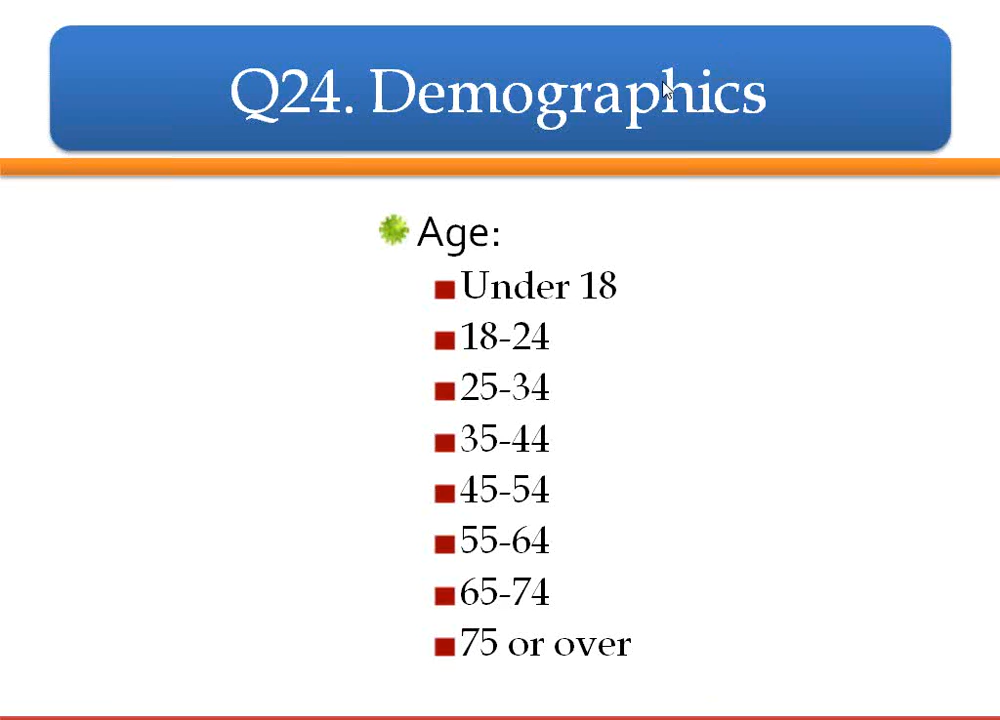 Q24. Demographics
Age:
Under 18
18-24
25-34
35-44
45-54
55-64
65-74
75 or over